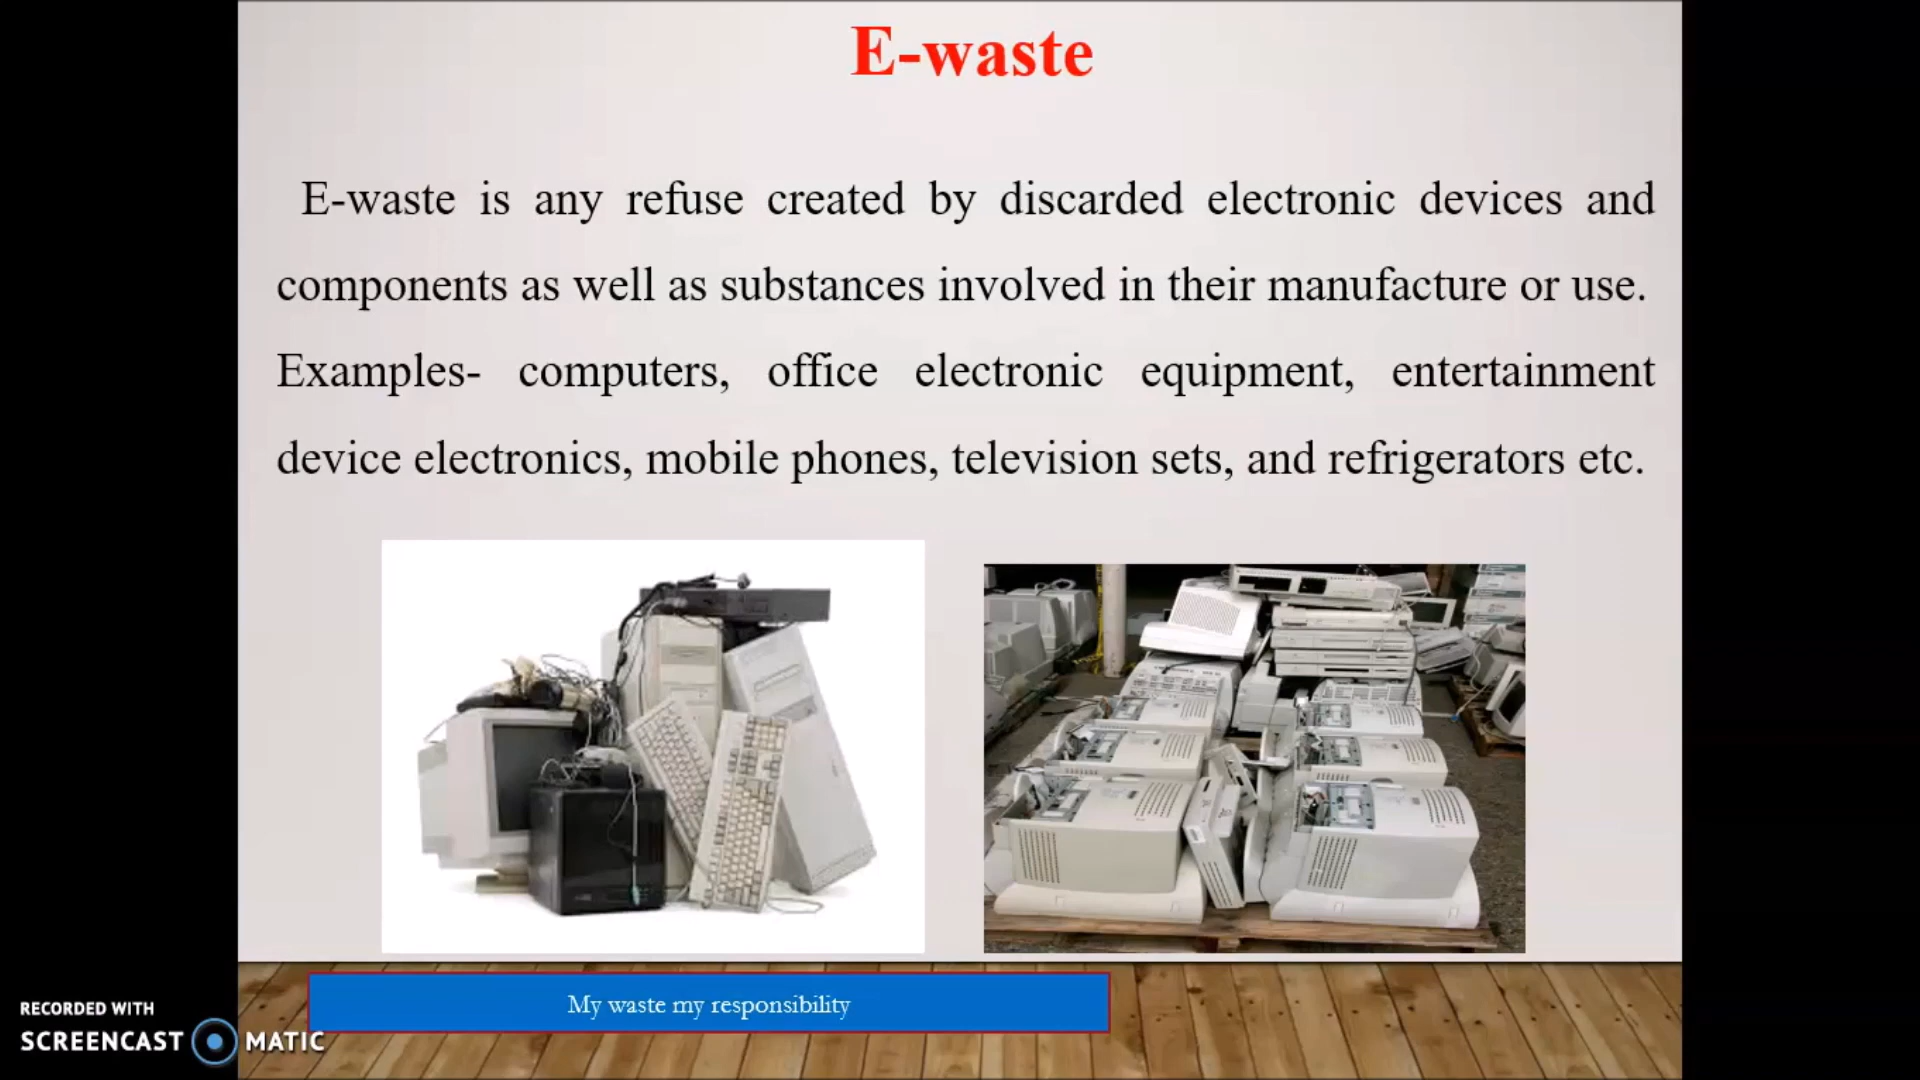 E-waste
E-waste is any refuse created by discarded electronic devices and
components as well as substances involved in their manufacture or use.
Examples- computers, office electronic equipment, entertainment
device electronics, mobile phones, television sets, and refrigerators etc.
My waste my responsibility
RECORDED WITH
SCREENCAST MATIC